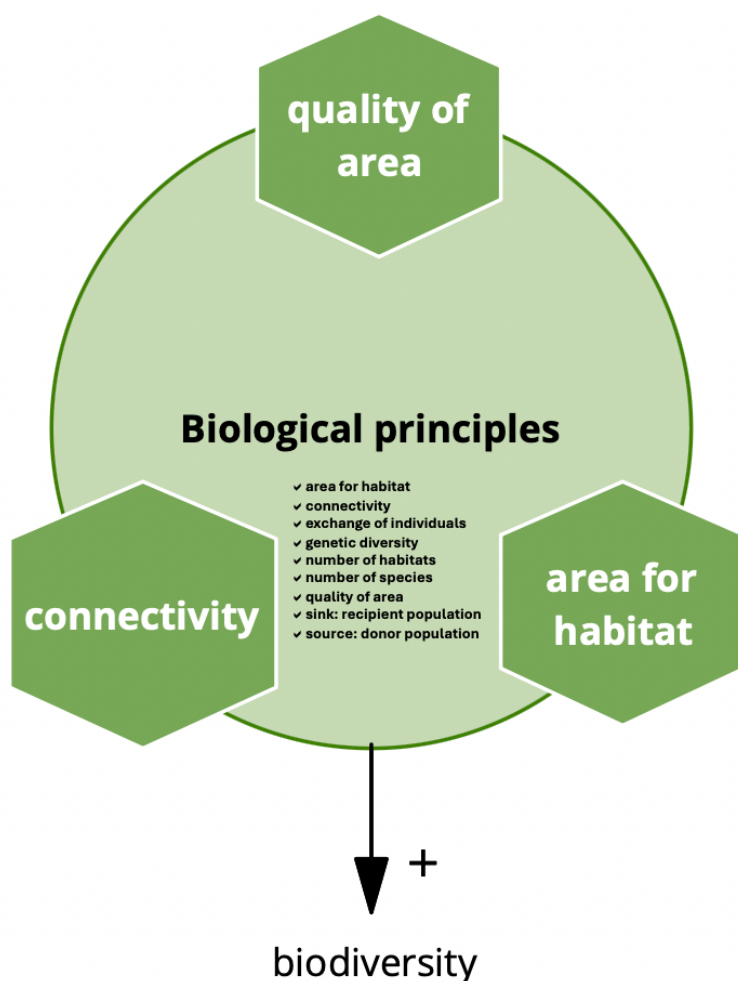 quality of
area
Biological principles
✓ area for habitat
✓ connectivity
✓ exchange of individuals
✓ genetic diversity
✓ number of habitats
✓ number of species
✓ quality of area
✓ sink: recipient population
✓ source: donor population
connectivity
area for
habitat
+
biodiversity